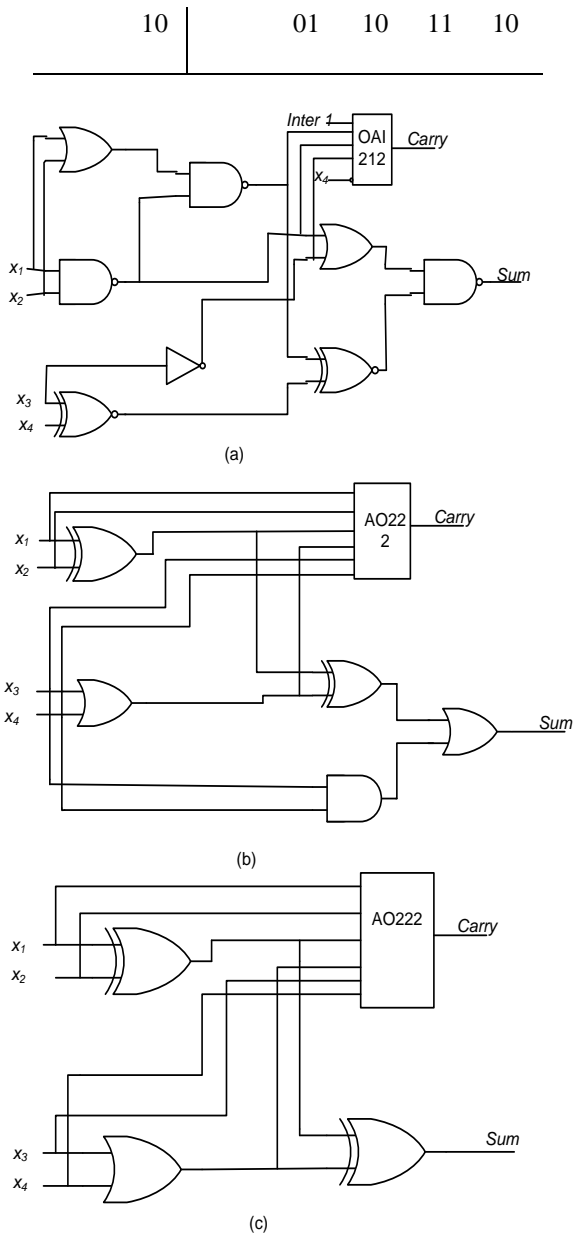 10 01 10 11 10
Inter 1
OAI
212
Carry
x4
x1
x2
Sum
x3
x4
(a)
AO22
2
Carry
x1
x2
x3
x4
Sum
(b)
AO222
Carry
x1
x2
x3
x4
Sum
(c)